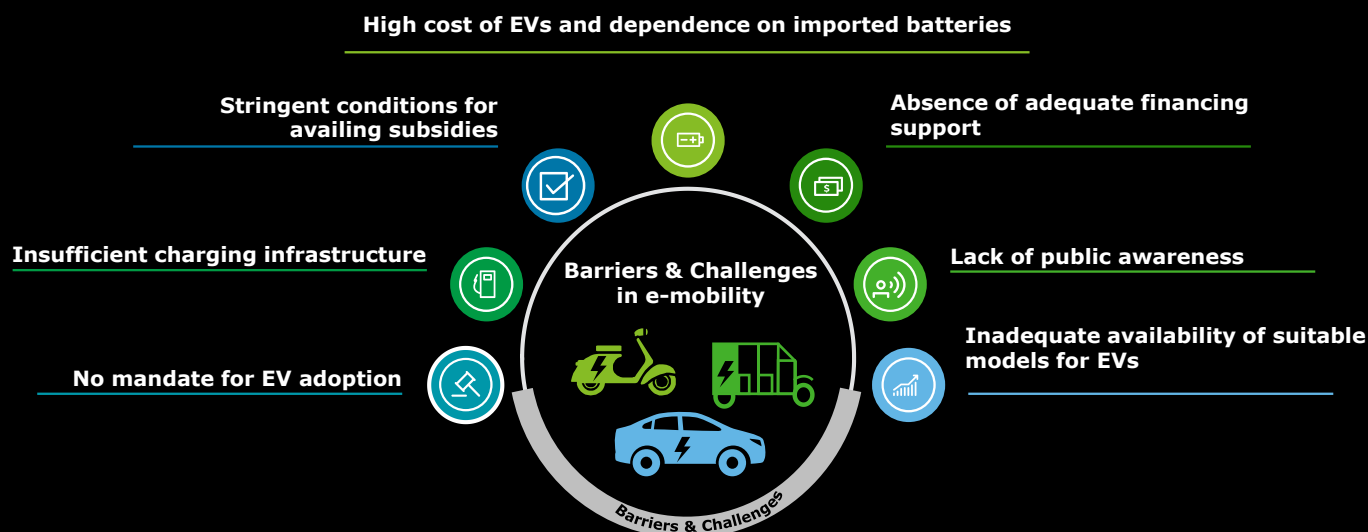 High cost of EVs and dependence on imported batteries
Stringent conditions for
availing subsidies
Absence of adequate financing
support
Insufficient charging infrastructure
Lack of public awareness
Barriers & Challenges
in e-mobility
No mandate for EV adoption
Inadequate availability of suitable
models for EVs
Barriers & Challenges